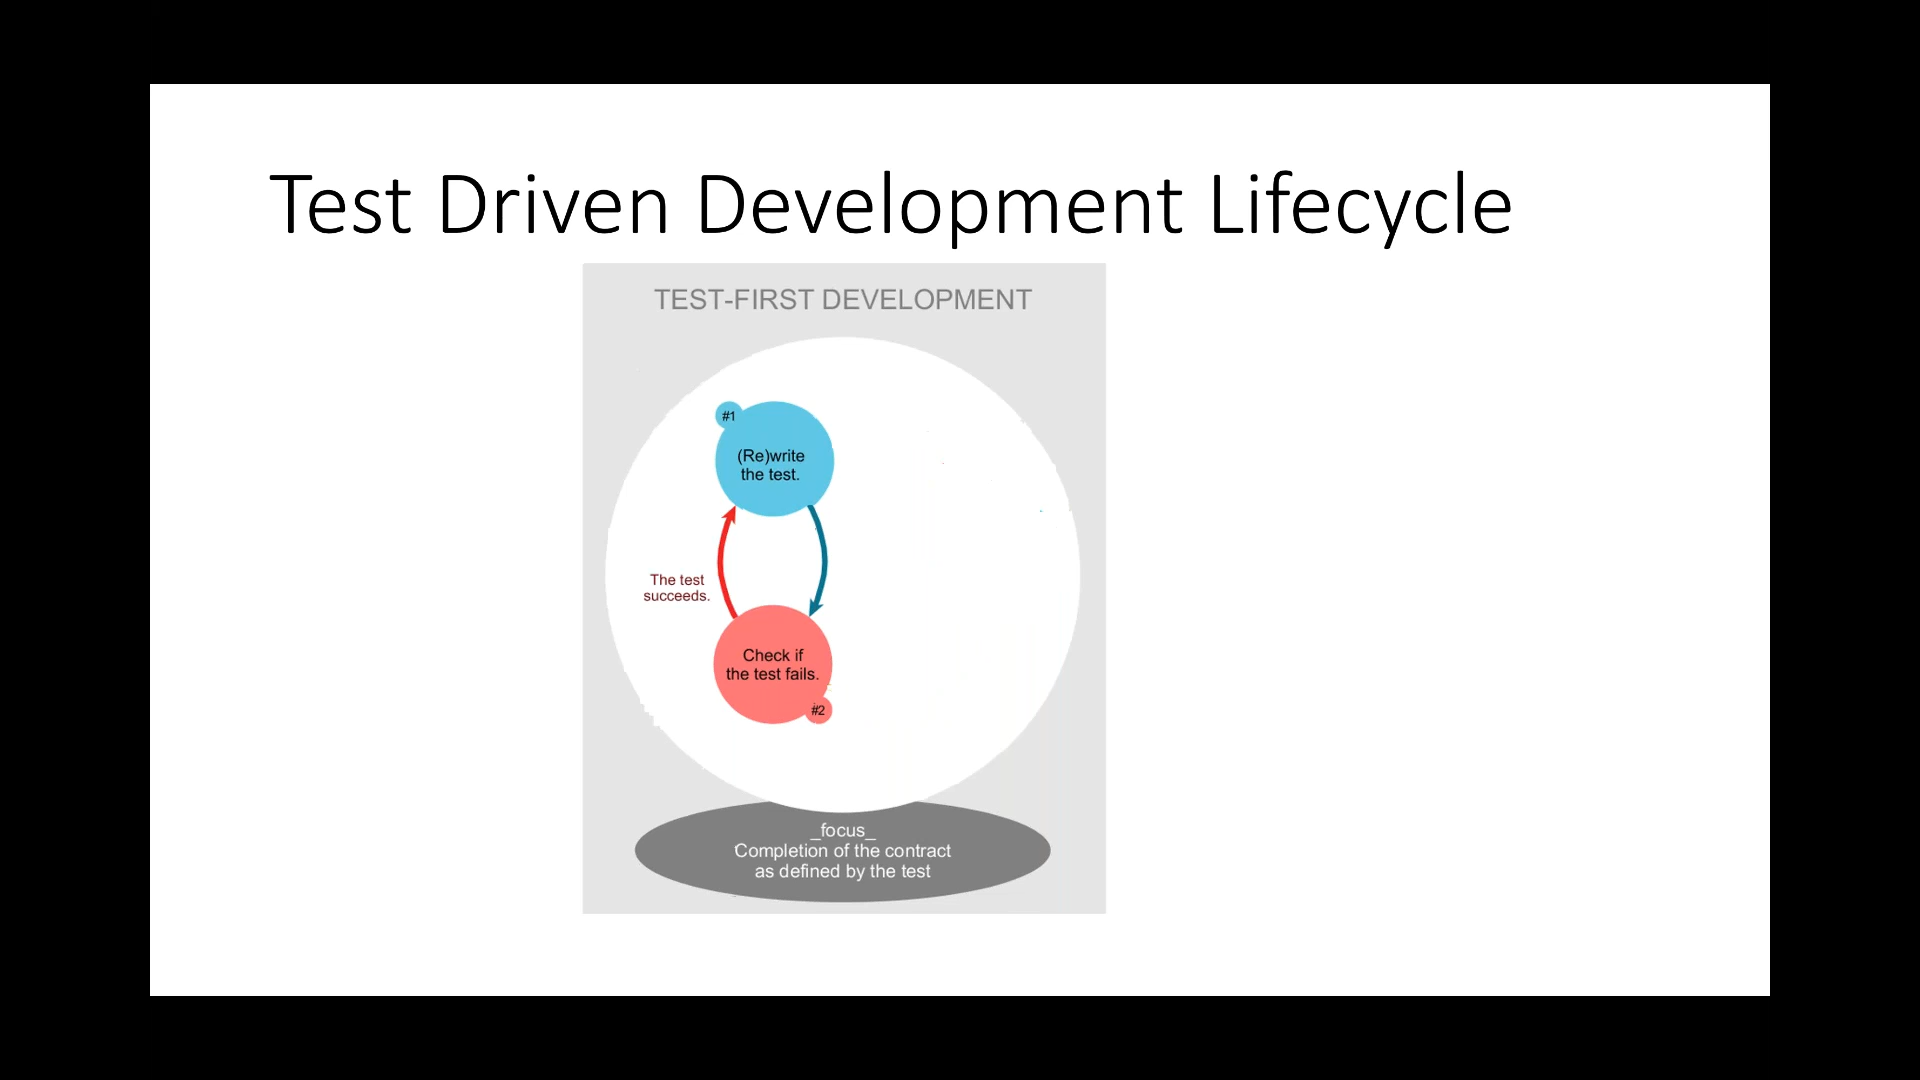 Test Driven Development Lifecycle
TEST-FIRST DEVELOPMENT
#1
(Re)write
the test.
The test
succeeds.
Check if
the test fails.
#2
_focus_
Completion of the contract
as defined by the test